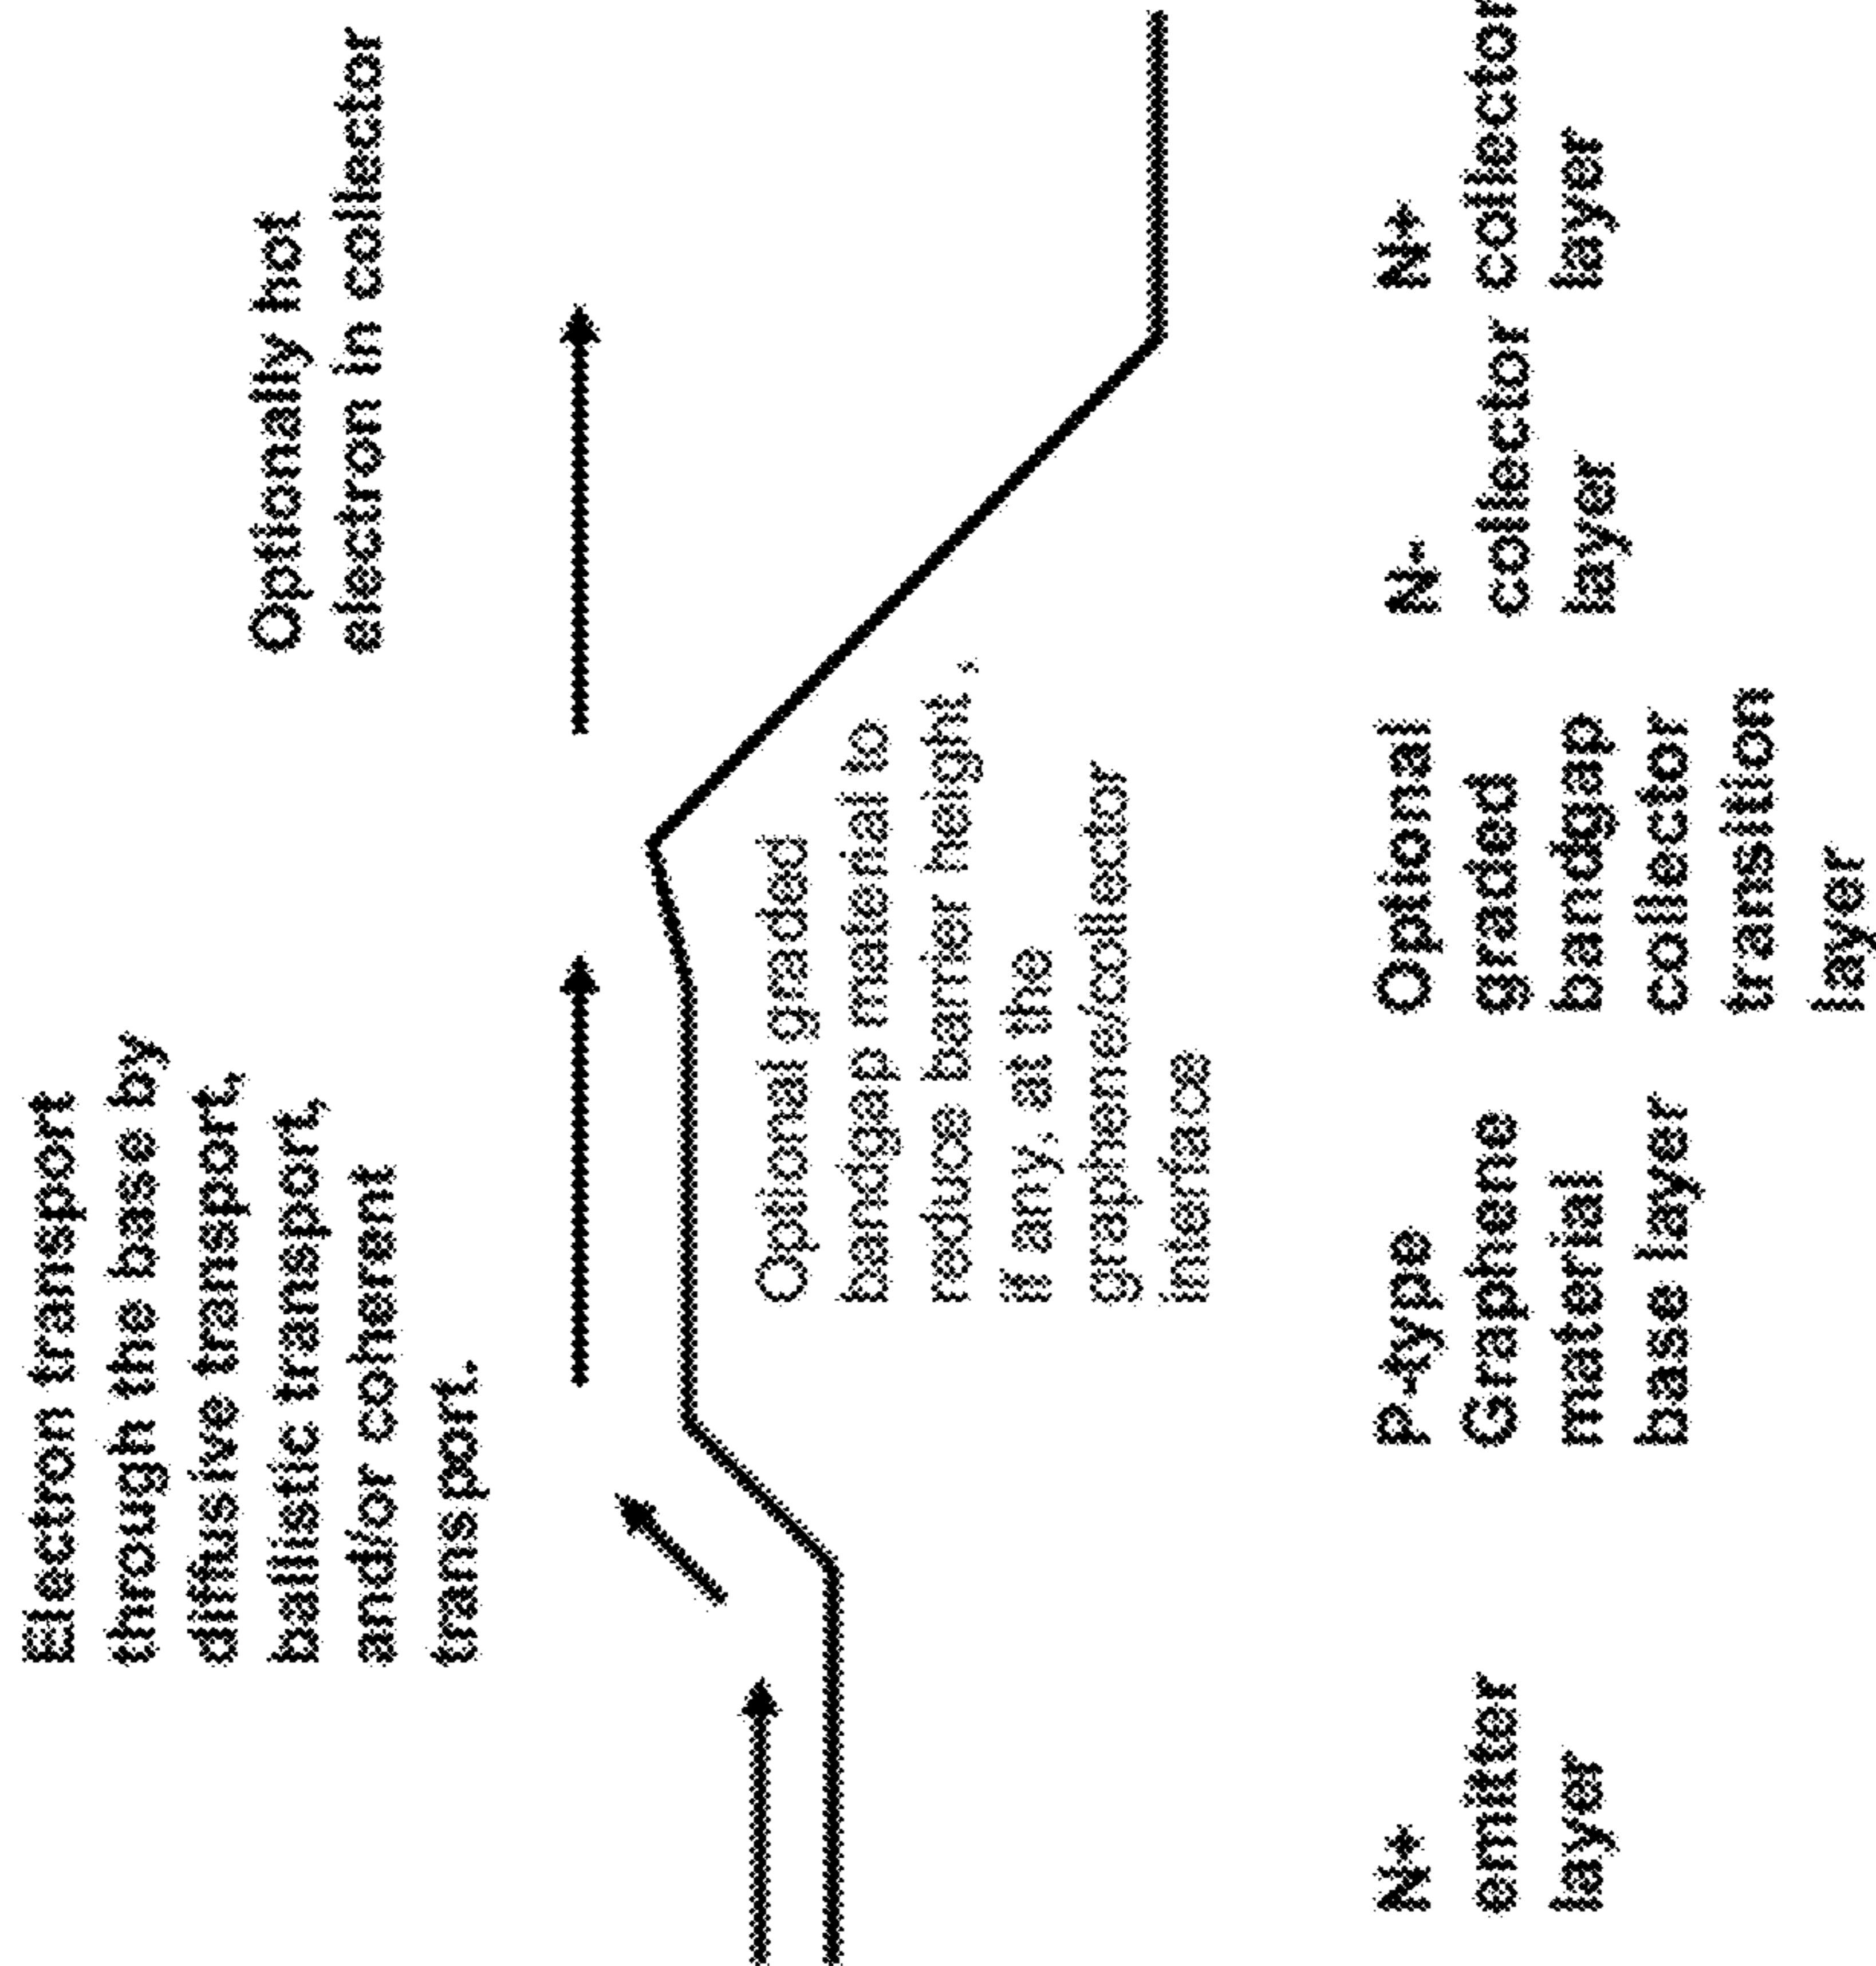 Electron transport
through the base by
diffusive transport,
ballistic transport,
and/or coherent
transport.
Optionally hot
electron in collector
Optional graded
bandgap material to
reduce barrier height,
if any, at the
graphene/collector
interface
N+
emitter
layer
P-type
Graphene
material
base layer
Optional
graded
bandgap
collector
transition
layer
N-
collector
layer
N+
collector
layer